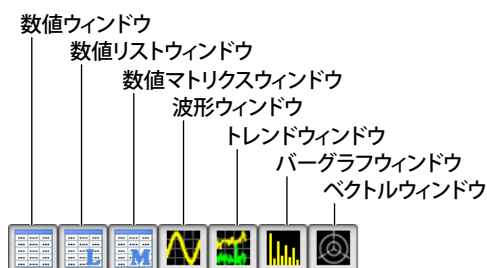 数値ウィンドウ
数値リストウィンドウ
数値マトリクスウィンドウ
波形ウィンドウ
トレンドウィンドウ
バーグラフウィンドウ
ベクトルウィンドウ
L
M